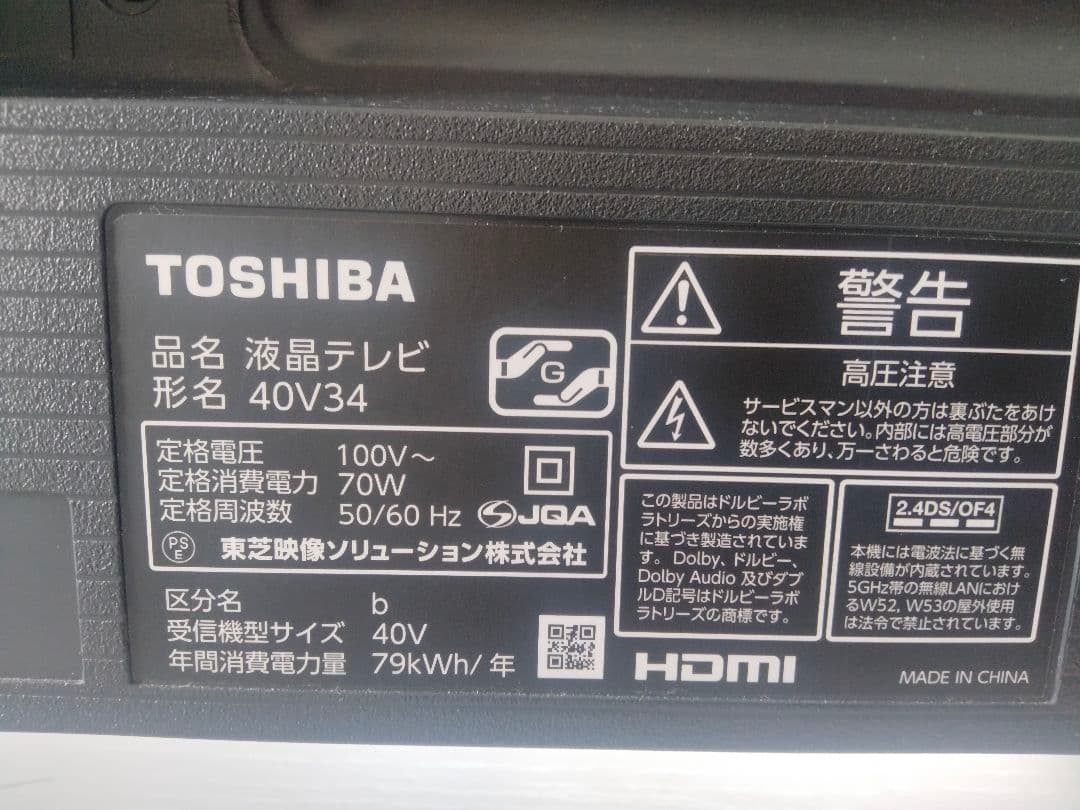 TOSHIBA
品名 液晶テレビ
形名 40V34
G
定格電圧 100V～
定格消費電力 70W
定格周波数 50/60 Hz JQA
PS
E
東芝映像ソリューション株式会社
区分名 b
受信機型サイズ 40V
年間消費電力量 79kWh/年
警告
高圧注意
サービスマン以外の方は裏ぶたをあけ
ないでください。内部には高電圧部分が
数多くあり、万一さわると危険です。
この製品はドルビーラボ
ラトリーズからの実施権
に基づき製造されていま
す。Dolby、ドルビー、
Dolby Audio 及びダブ
ルD記号はドルビーラボ
ラトリーズの商標です。
2.4DS/OF4
本機には電波法に基づく無
線設備が内蔵されています。
5GHz帯の無線LANにおけ
るW52, W53の屋外使用
は法令で禁止されています。
HDMI
MADE IN CHINA